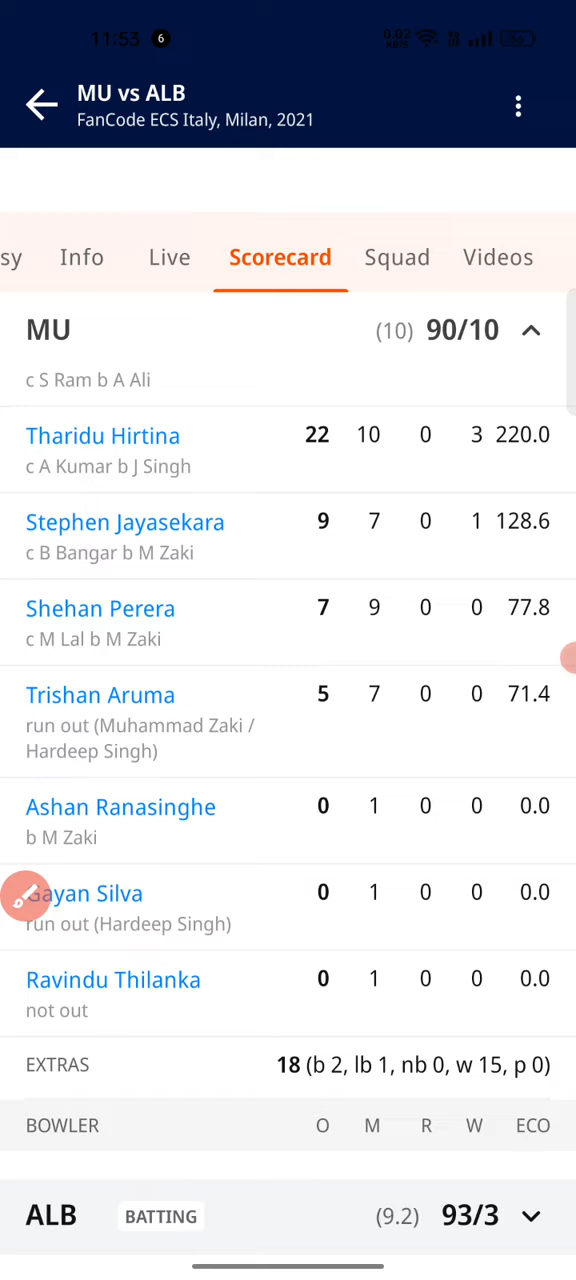 11:53 6 0.02 KB/S 56
MU vs ALB
FanCode ECS Italy, Milan, 2021
sy Info Live Scorecard Squad Videos
MU (10) 90/10
c S Ram b A Ali
Tharidu Hirtina 22 10 0 3 220.0
c A Kumar b J Singh
Stephen Jayasekara 9 7 0 1 128.6
c B Bangar b M Zaki
Shehan Perera 7 9 0 0 77.8
c M Lal b M Zaki
Trishan Aruma 5 7 0 0 71.4
run out (Muhammad Zaki /
Hardeep Singh)
Ashan Ranasinghe 0 1 0 0 0.0
b M Zaki
Gayan Silva 0 1 0 0 0.0
run out (Hardeep Singh)
Ravindu Thilanka 0 1 0 0 0.0
not out
EXTRAS 18 (b 2, lb 1, nb 0, w 15, p 0)
BOWLER O M R W ECO
ALB BATTING (9.2) 93/3